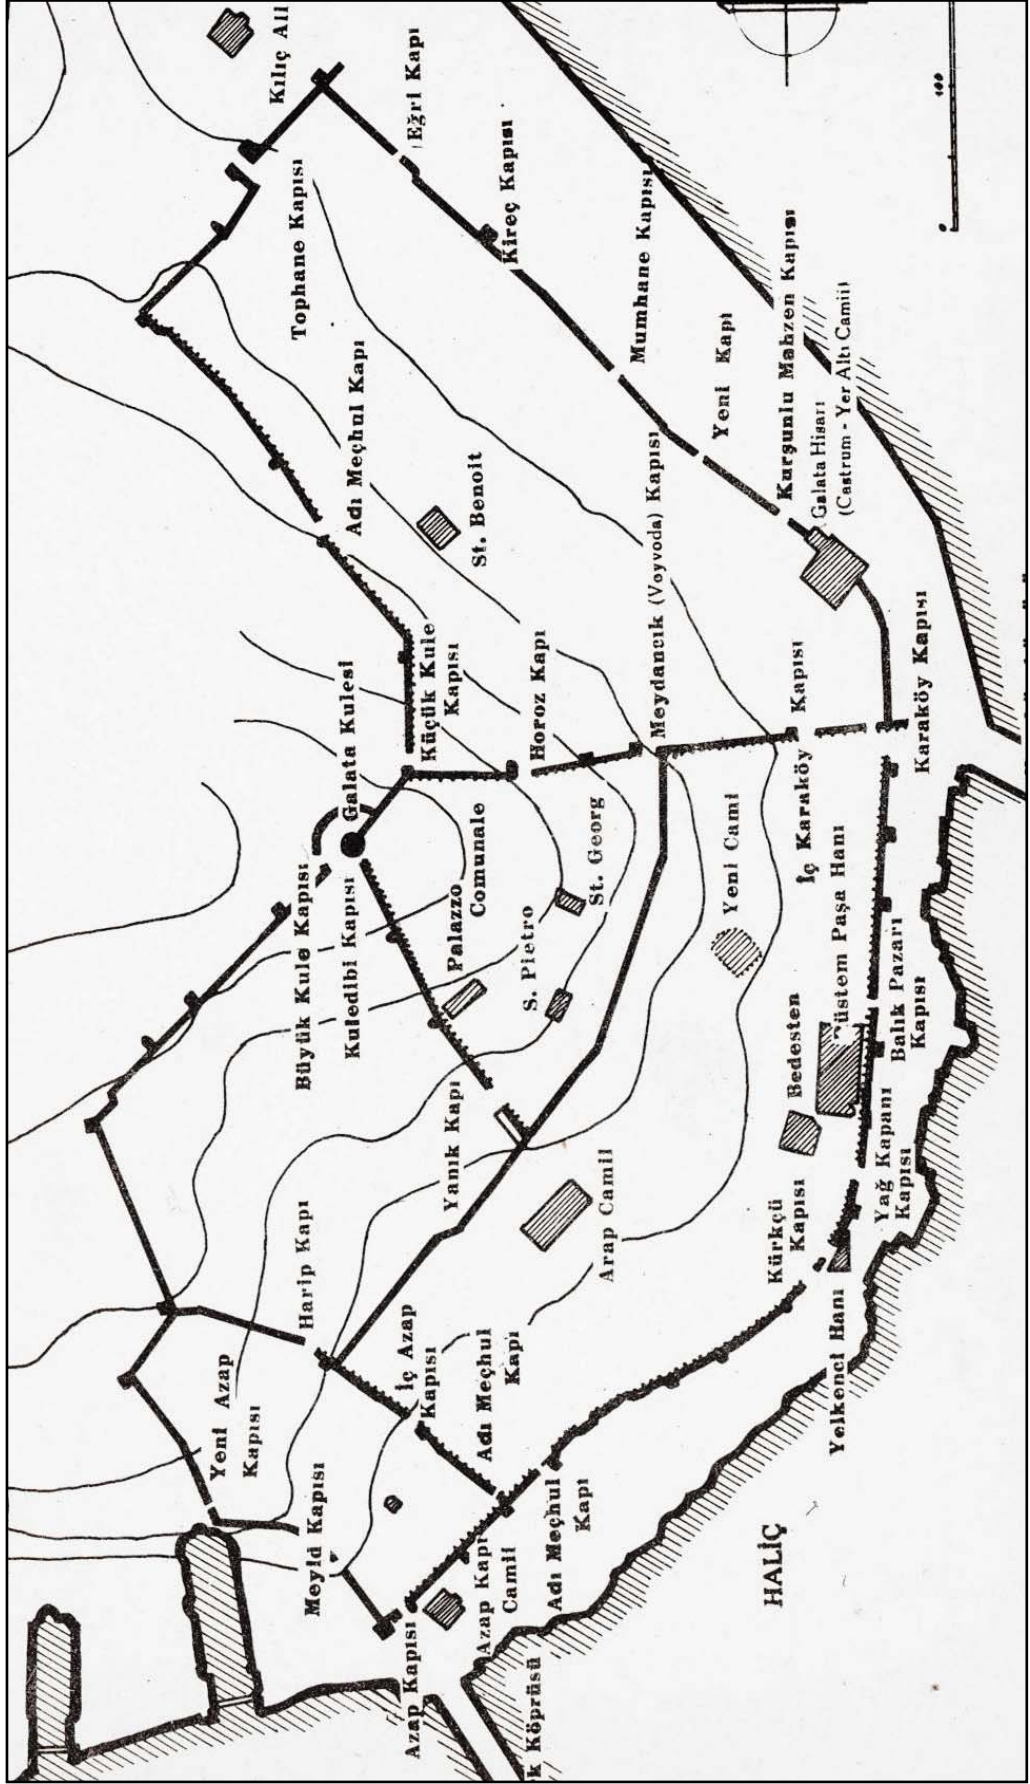 Kılıç Ali
Eğri Kapı
Kireç Kapısı
Tophane Kapısı
Mumhane Kapısı
Yeni Kapı
Kurşunlu Mahzen Kapısı
Galata Hisarı
(Castrum - Yer Altı Camii)
100
0
Adı Meçhul Kapı
St. Benoit
Meydancık (Voyvoda) Kapısı
Karaköy Kapısı
Küçük Kule
Kapısı
Horoz Kapı
Galata Kulesi
İç Karaköy
Kapısı
Büyük Kule Kapısı
Kuledibi Kapısı
Palazzo
Comunale
S. Pietro
St. Georg
Yeni Cami
Rüstem Paşa Hanı
Bedesten
Balık Pazarı
Kapısı
Yağ Kapanı
Kapısı
Yanık Kapı
Arap Camii
Kürkçü
Kapısı
Yelkenci Hanı
Harip Kapı
İç Azap
Kapısı
Adı Meçhul
Kapı
Yeni Azap
Kapısı
Meyid Kapısı
Azap Kapı
Camii
Adı Meçhul
Kapı
Azap Kapısı
k Köprüsü
HALİÇ